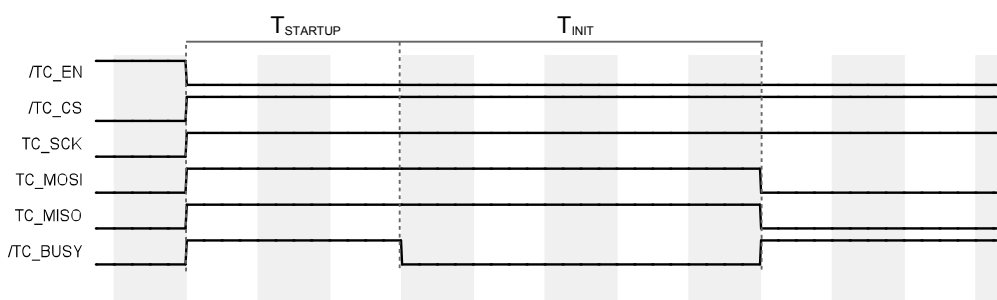 TSTARTUP TINIT
/TC_EN
/TC_CS
TC_SCK
TC_MOSI
TC_MISO
/TC_BUSY